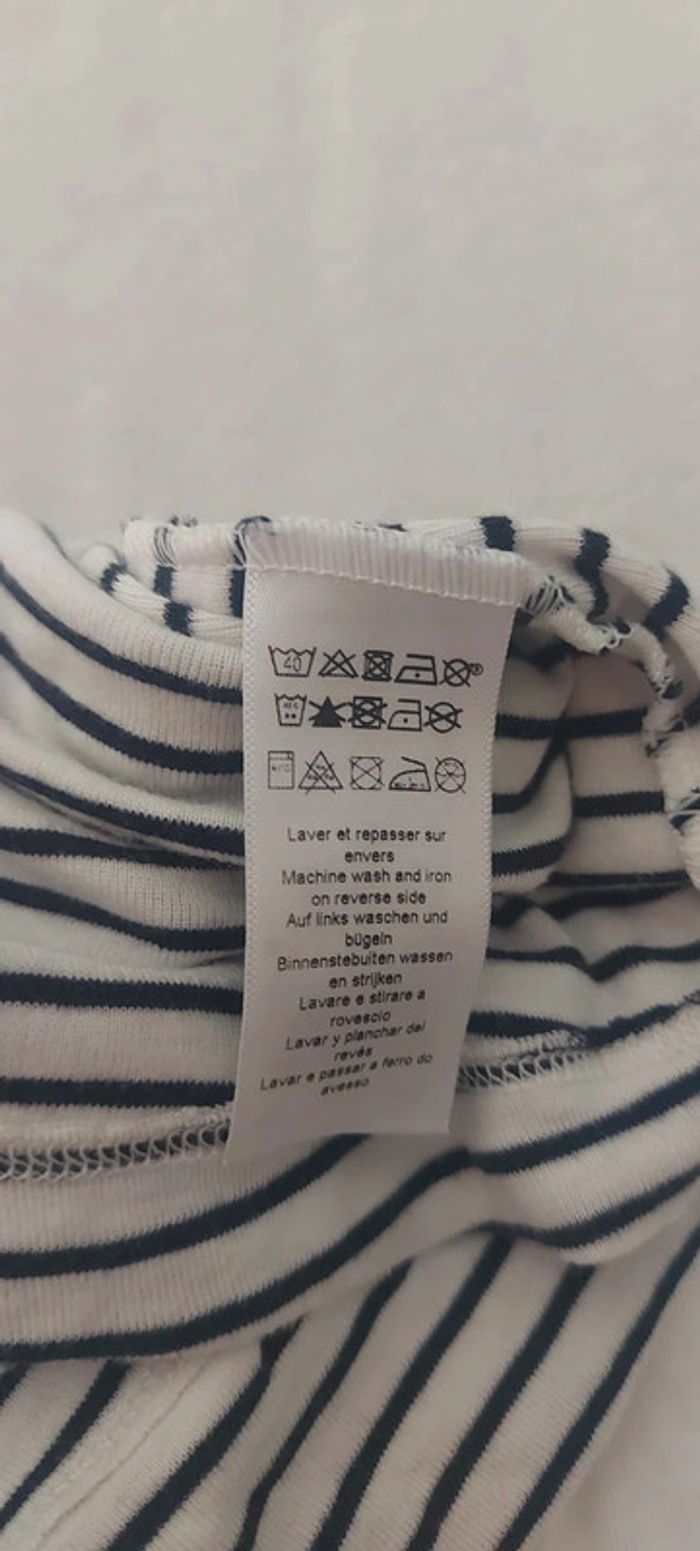 40
Laver et repasser sur
envers
Machine wash and iron
on reverse side
Auf links waschen und
bügeln
Binnenstebuiten wassen
en strijken
Lavare e stirare a
rovescio
Lavar y planchar del
revés
Lavar e passar a ferro do
avesso